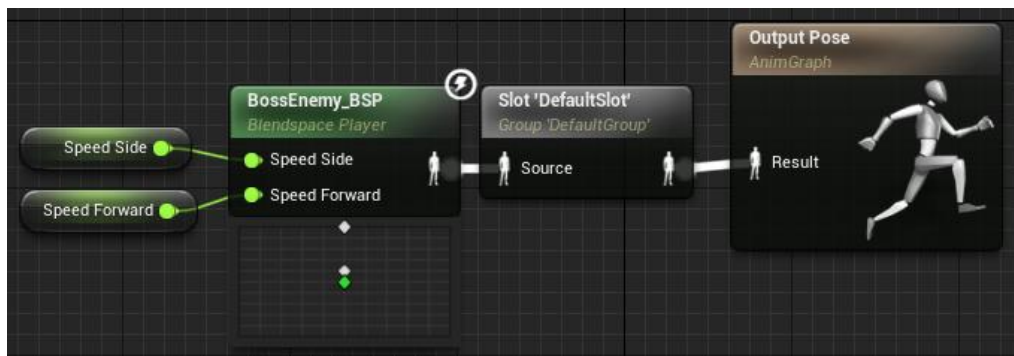 Output Pose
AnimGraph
BossEnemy_BSP
Blendspace Player
Slot 'DefaultSlot'
Group 'DefaultGroup'
Speed Side
Speed Side
Source
Result
Speed Forward
Speed Forward